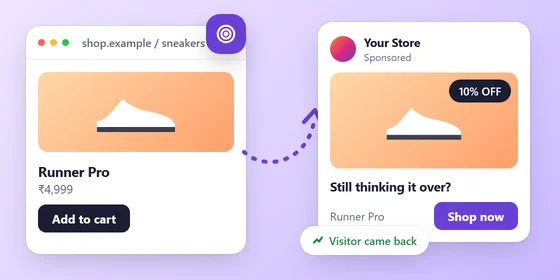 shop.example / sneakers
Runner Pro
₹4,999
Add to cart
Your Store
Sponsored
10% OFF
Still thinking it over?
Runner Pro
Shop now
Visitor came back